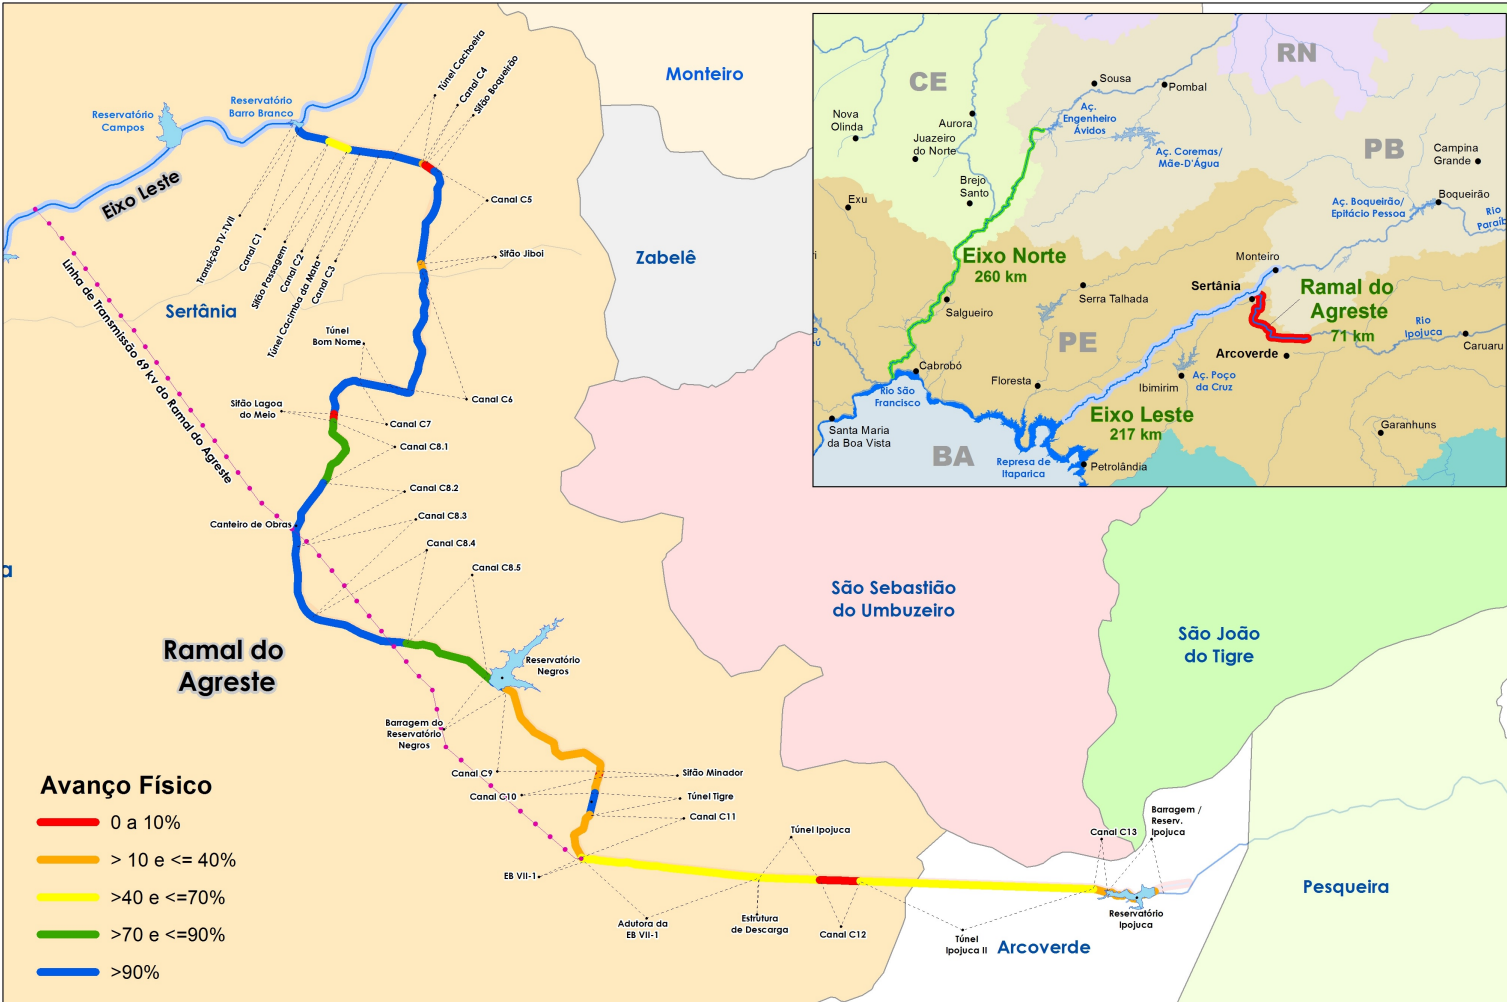 Monteiro
Reservatório
Campos
Reservatório
Barro Branco
Eixo Leste
Túnel Cachoeira
Canal C4
Sifão Boqueirão
Transição TV-TVII
Canal C1
Sifão Passagem
Canal C2
Túnel Cacimba da Mata
Canal C3
Canal C5
Sifão Jiboi
Zabelê
Sertânia
Linha de Transmissão 69 kv do Ramal do Agreste
Túnel
Bom Nome
Canal C6
Sifão Lagoa
do Meio
Canal C7
Canal C8.1
Canal C8.2
Canteiro de Obras
Canal C8.3
Canal C8.4
Canal C8.5
a
São Sebastião
do Umbuzeiro
São João
do Tigre
Ramal do
Agreste
Reservatório
Negros
Barragem do
Reservatório
Negros
Canal C9
Sifão Minador
Canal C10
Túnel Tigre
Canal C11
EB VII-1
Adutora da
EB VII-1
Túnel Ipojuca
Estrutura
de Descarga
Canal C12
Túnel
Ipojuca II
Arcoverde
Canal C13
Barragem /
Reserv.
Ipojuca
Reservatório
Ipojuca
Pesqueira
Avanço Físico
0 a 10%
> 10 e <= 40%
>40 e <=70%
>70 e <=90%
>90%
CE
RN
PB
PE
BA
Sousa
Pombal
Nova
Olinda
Aurora
Juazeiro
do Norte
Aç.
Engenheiro
Ávidos
Aç. Coremas/
Mãe-D'Água
Campina
Grande
Brejo
Santo
Exu
Aç. Boqueirão/
Epitácio Pessoa
Boqueirão
Rio
Paraíb
Eixo Norte
260 km
Monteiro
Sertânia
Ramal do
Agreste
71 km
Serra Talhada
Salgueiro
Rio
Ipojuca
Caruaru
Arcoverde
Cabrobó
Floresta
Ibimirim
Aç. Poço
da Cruz
Rio São
Francisco
Eixo Leste
217 km
Santa Maria
da Boa Vista
Garanhuns
Represa de
Itaparica
Petrolândia